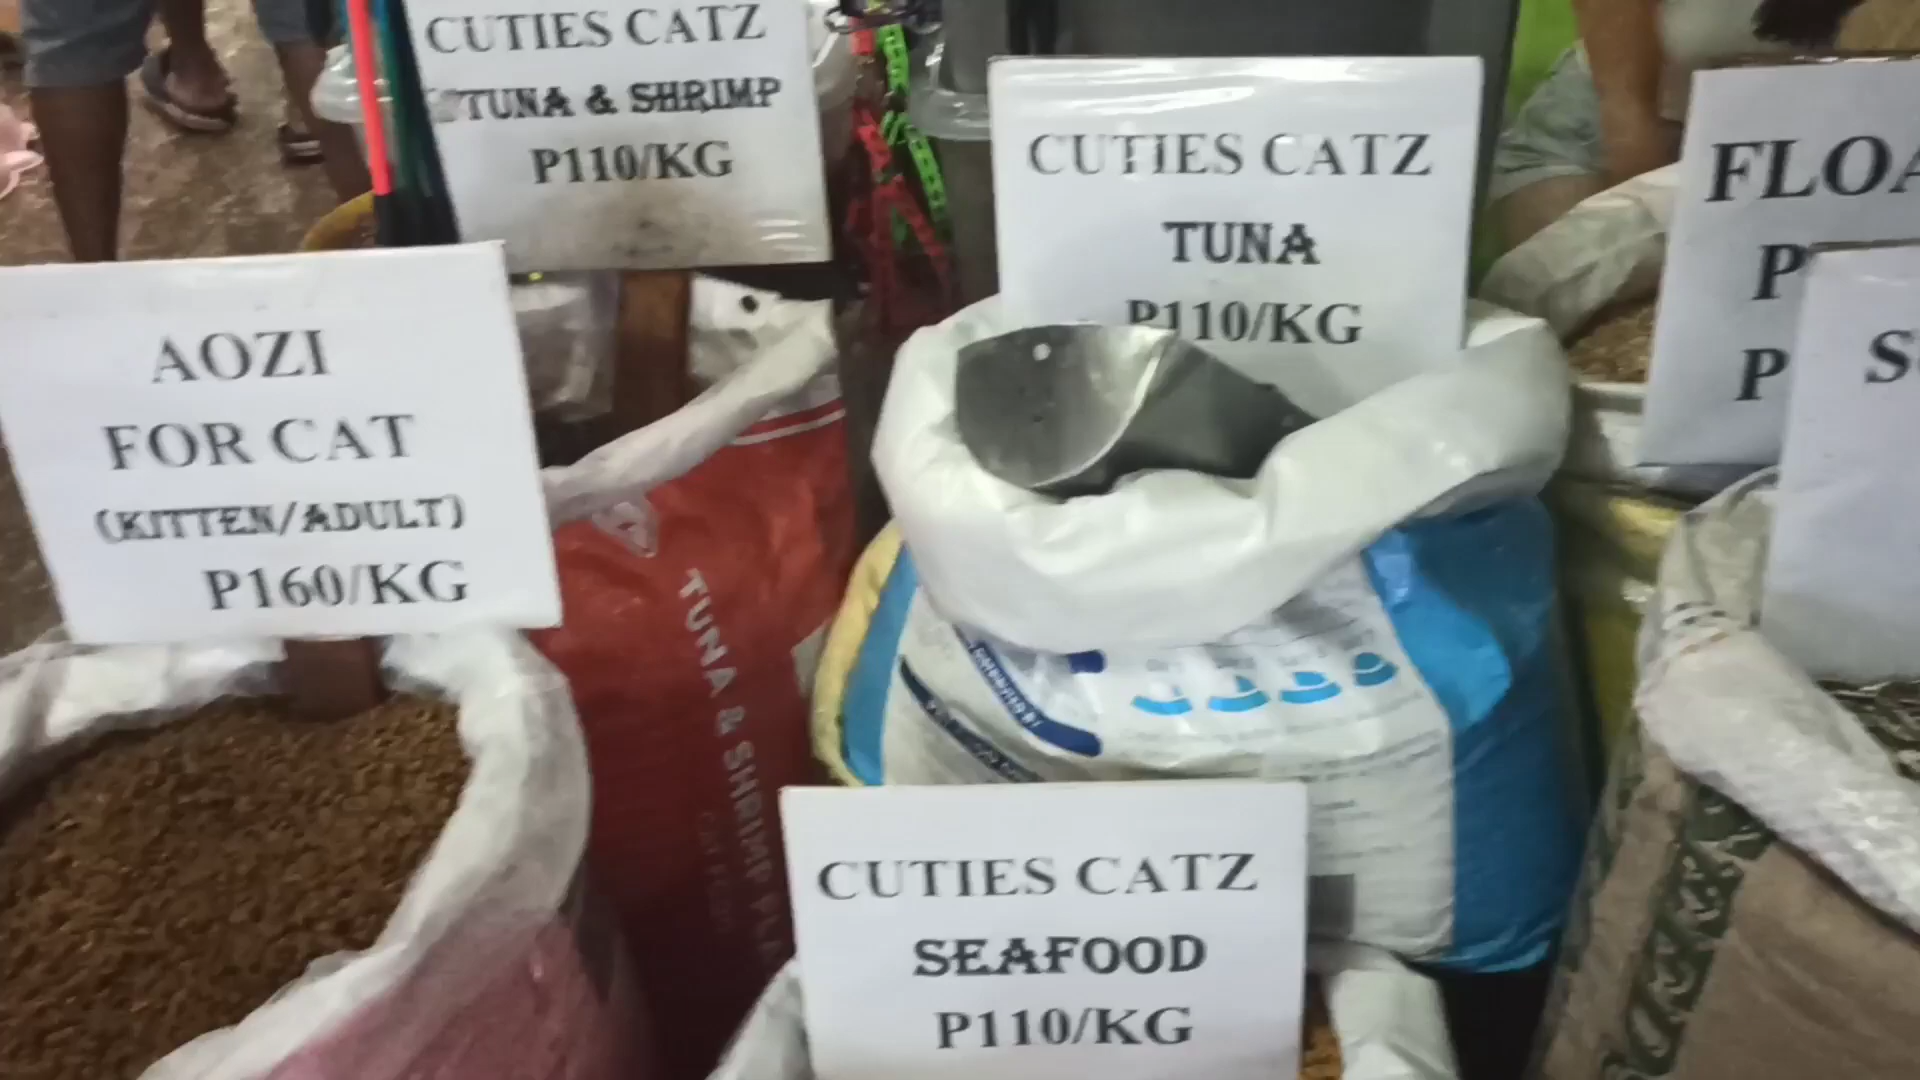 CUTIES CATZ
TUNA & SHRIMP
P110/KG
CUTIES CATZ
TUNA
P110/KG
AOZI
FOR CAT
(KITTEN/ADULT)
P160/KG
TUNA & SHRIMP
CUTIES CATZ
SEAFOOD
P110/KG